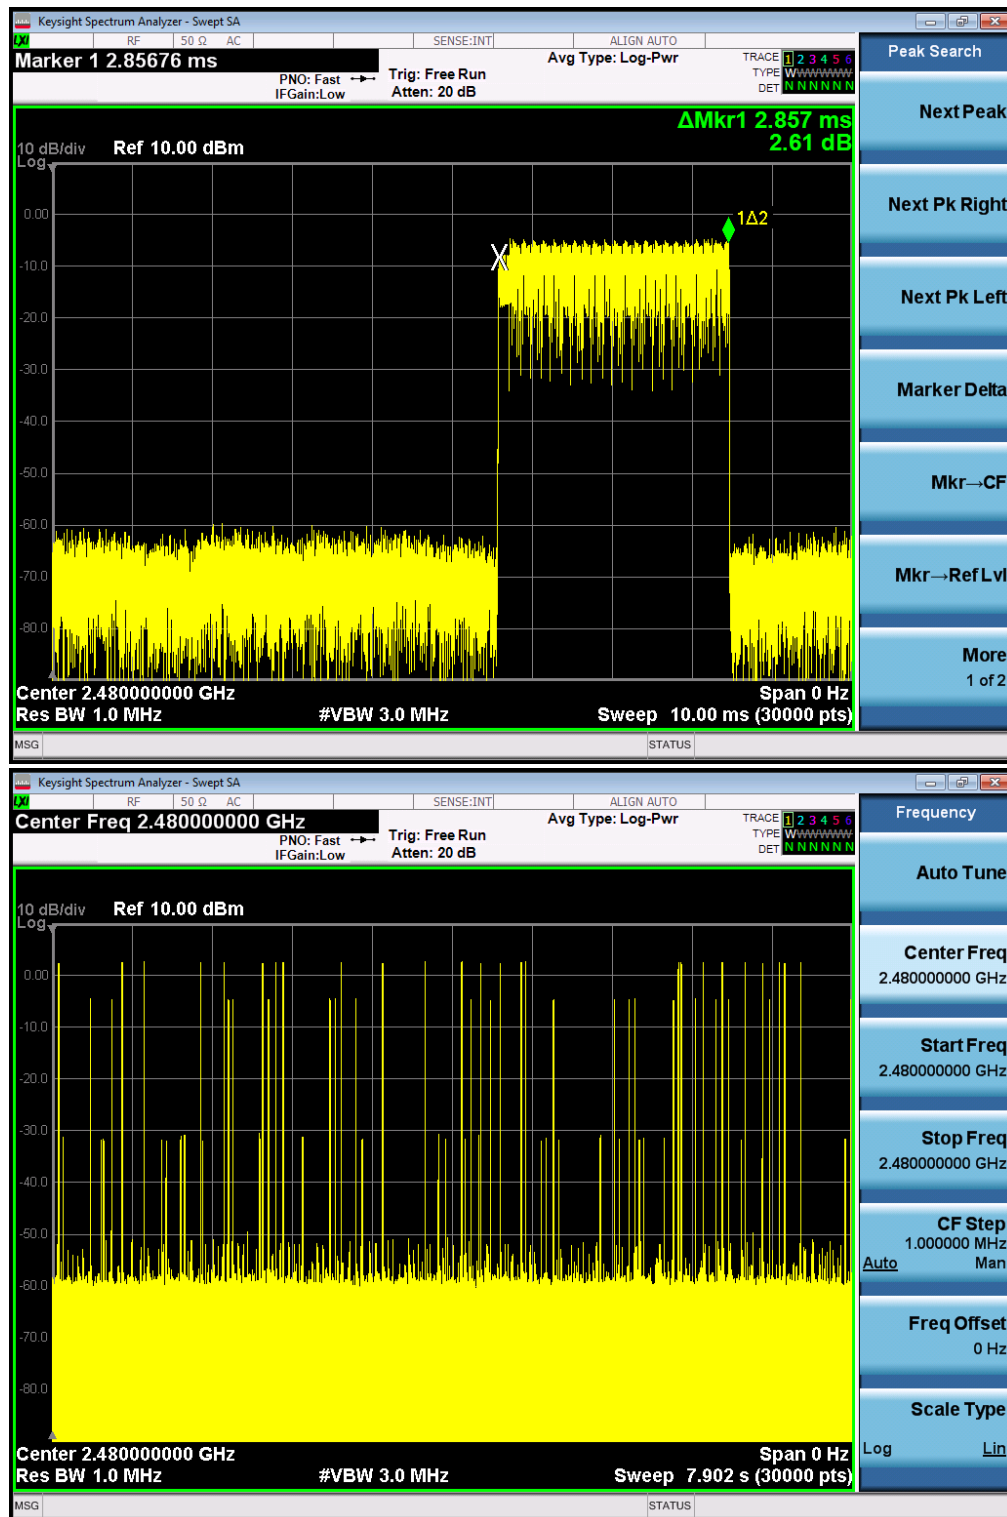 Keysight Spectrum Analyzer - Swept SA
LXI RF 50 Ω AC SENSE:INT ALIGN AUTO
Marker 1 2.85676 ms
PNO: Fast
IFGain:Low
Trig: Free Run
Atten: 20 dB
Avg Type: Log-Pwr
TRACE 1 2 3 4 5 6
TYPE WWWWWW
DET N N N N N N
Peak Search
Next Peak
Next Pk Right
Next Pk Left
Marker Delta
Mkr→CF
Mkr→Ref Lvl
More
1 of 2
ΔMkr1 2.857 ms
2.61 dB
10 dB/div Ref 10.00 dBm
Log
1Δ2
X
0.00
-10.0
-20.0
-30.0
-40.0
-50.0
-60.0
-70.0
-80.0
Center 2.480000000 GHz Span 0 Hz
Res BW 1.0 MHz #VBW 3.0 MHz Sweep 10.00 ms (30000 pts)
MSG STATUS
Keysight Spectrum Analyzer - Swept SA
LXI RF 50 Ω AC SENSE:INT ALIGN AUTO
Center Freq 2.480000000 GHz
PNO: Fast
IFGain:Low
Trig: Free Run
Atten: 20 dB
Avg Type: Log-Pwr
TRACE 1 2 3 4 5 6
TYPE WWWWWW
DET N N N N N N
Frequency
Auto Tune
Center Freq
2.480000000 GHz
Start Freq
2.480000000 GHz
Stop Freq
2.480000000 GHz
CF Step
1.000000 MHz
Auto Man
Freq Offset
0 Hz
Scale Type
Log Lin
10 dB/div Ref 10.00 dBm
Log
0.00
-10.0
-20.0
-30.0
-40.0
-50.0
-60.0
-70.0
-80.0
Center 2.480000000 GHz Span 0 Hz
Res BW 1.0 MHz #VBW 3.0 MHz Sweep 7.902 s (30000 pts)
MSG STATUS